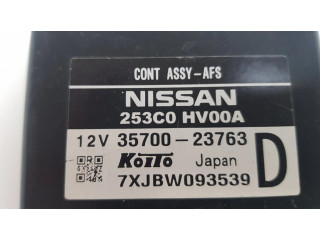 CONT ASSY-AFS
NISSAN
253C0 HV00A
12V 35700-23763
KOITO Japan
7XJBW093539 D